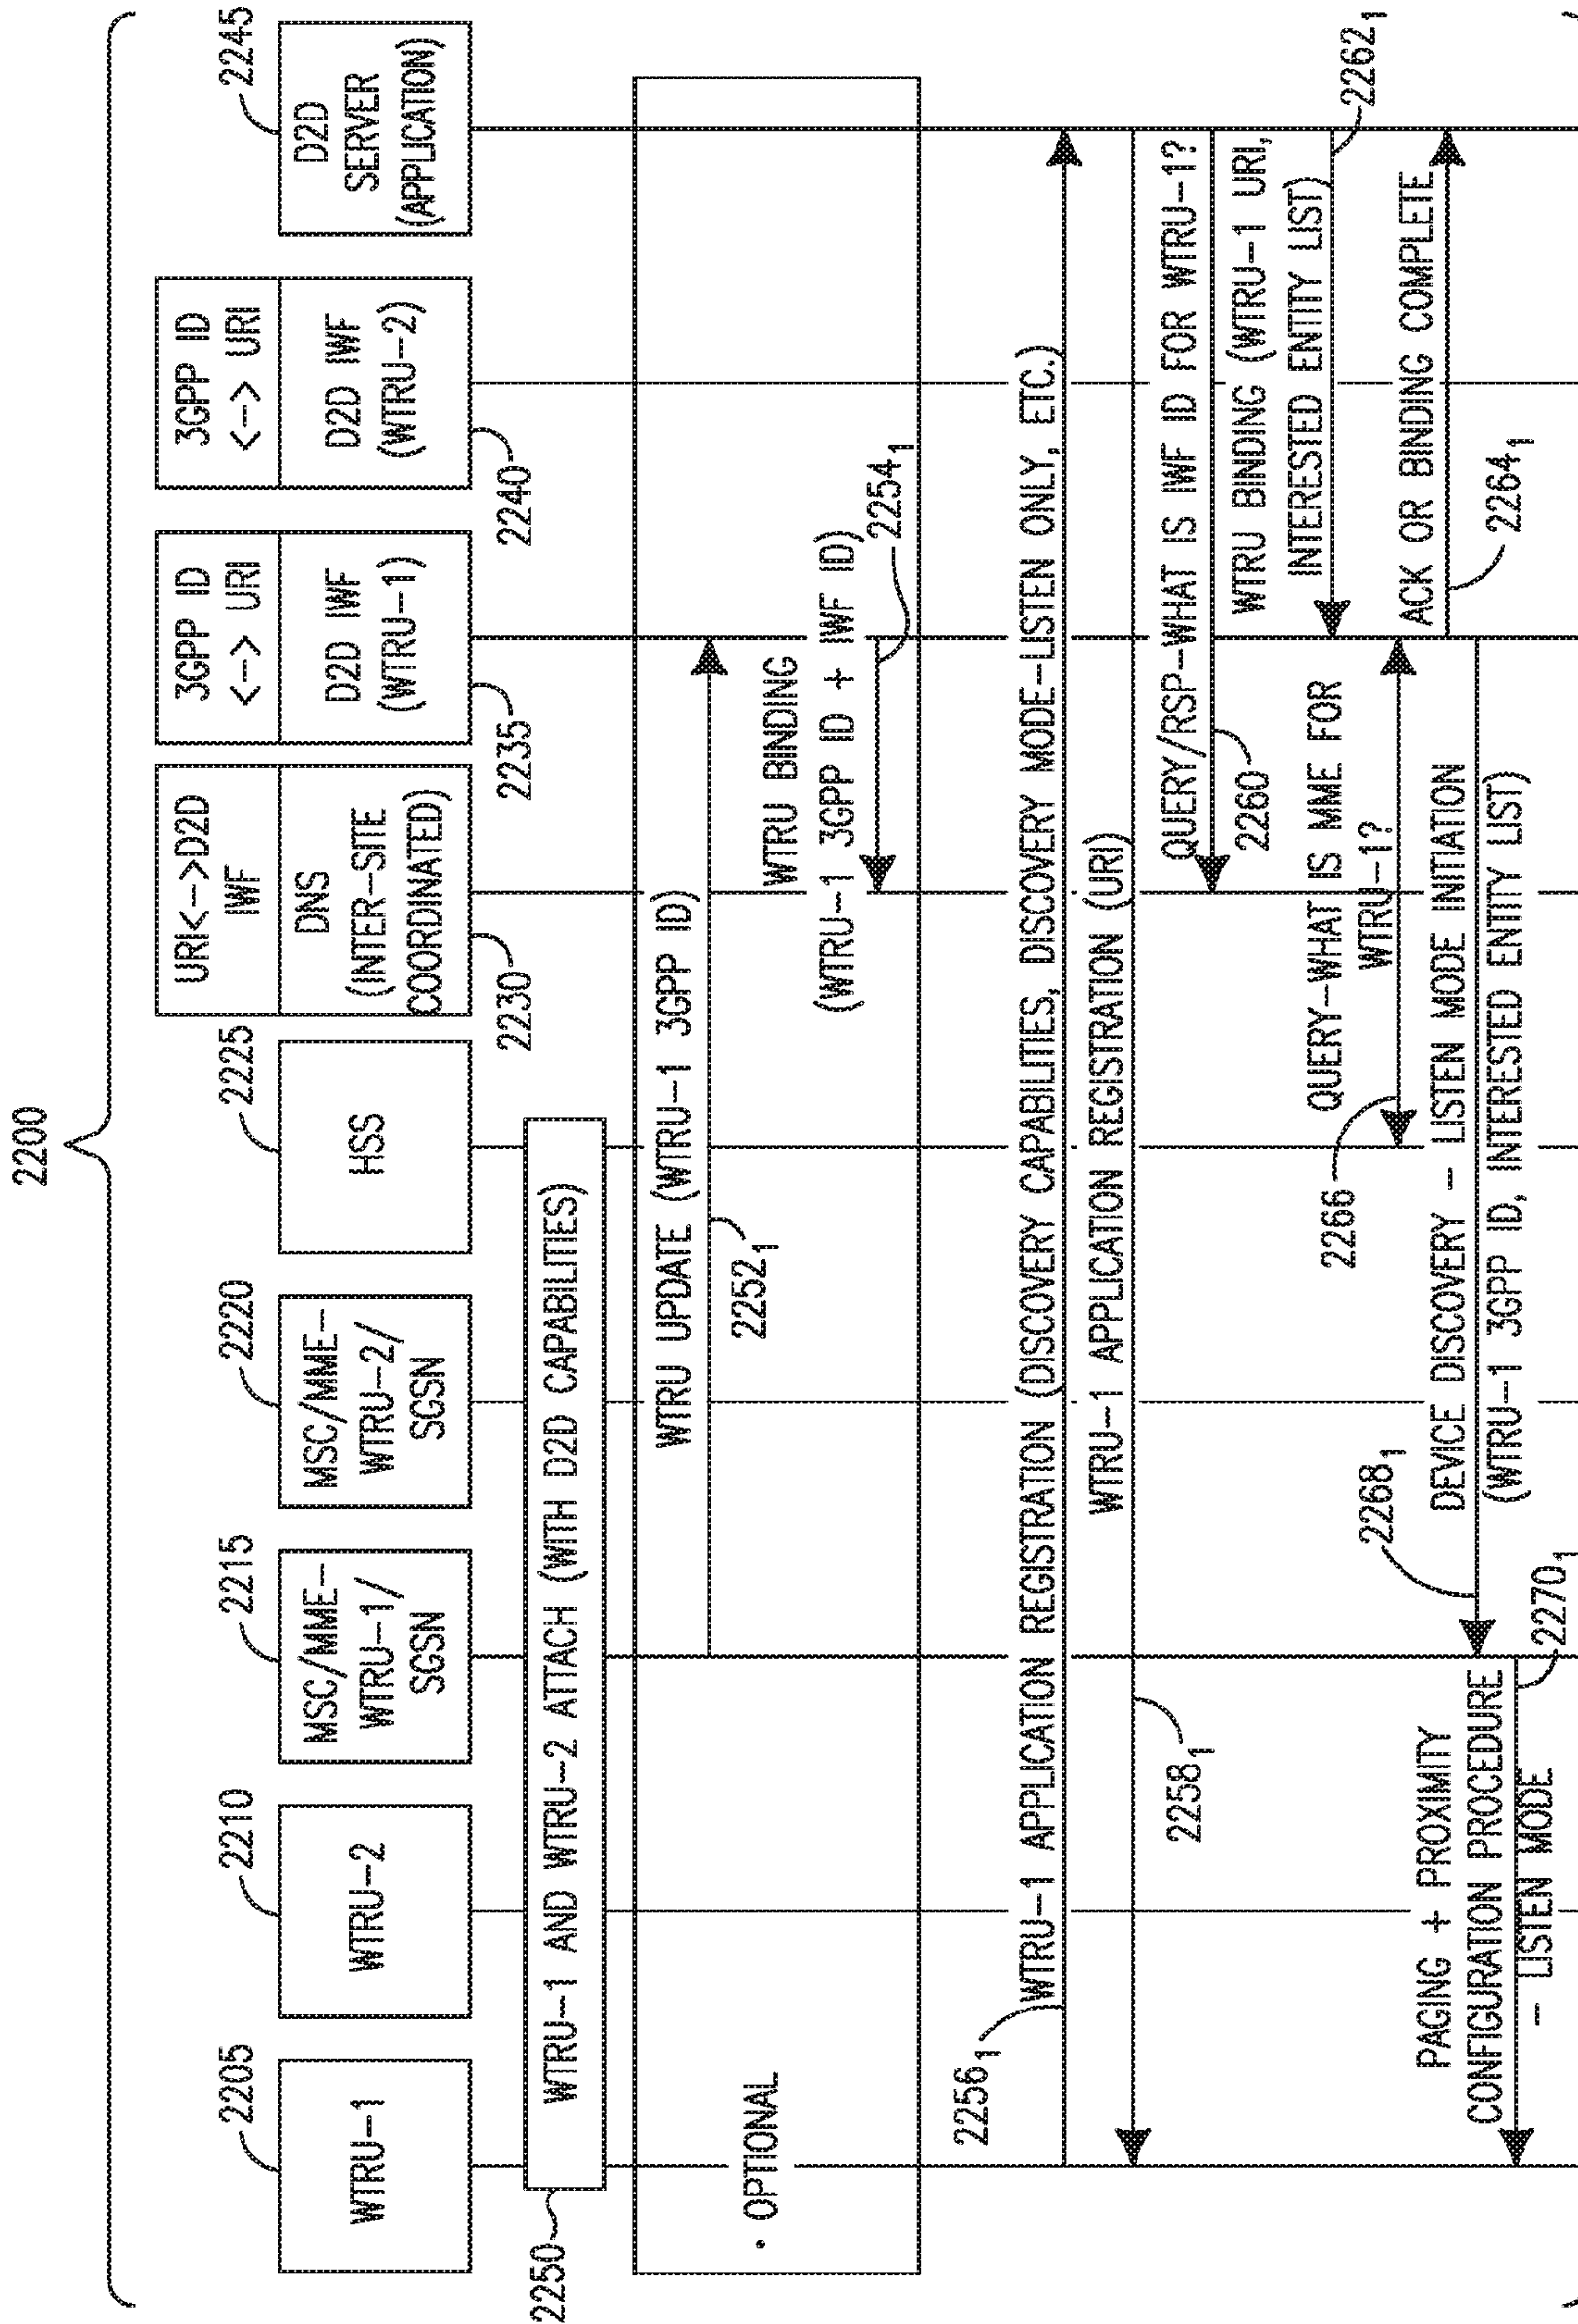 2200
2205
WTRU-1
2210
WTRU-2
2215
MSC/MME-
WTRU-1/
SGSN
2220
MSC/MME-
WTRU-2/
SGSN
2225
HSS
URI<->D2D
IWF
DNS
(INTER-SITE
COORDINATED)
2230
3GPP ID
<-> URI
D2D IWF
(WTRU-1)
2235
3GPP ID
<-> URI
D2D IWF
(WTRU-2)
2240
2245
D2D
SERVER
(APPLICATION)
2250
WTRU-1 AND WTRU-2 ATTACH (WITH D2D CAPABILITIES)
• OPTIONAL
WTRU UPDATE (WTRU-1 3GPP ID)
2252₁
WTRU BINDING
(WTRU-1 3GPP ID + IWF ID)
2254₁
2256₁
WTRU-1 APPLICATION REGISTRATION (DISCOVERY CAPABILITIES, DISCOVERY MODE-LISTEN ONLY, ETC.)
WTRU-1 APPLICATION REGISTRATION (URI)
2258₁
QUERY/RSP-WHAT IS IWF ID FOR WTRU-1?
2260
WTRU BINDING (WTRU-1 URI,
INTERESTED ENTITY LIST)
2262₁
QUERY-WHAT IS MME FOR
WTRU-1?
2266
ACK OR BINDING COMPLETE
2264₁
DEVICE DISCOVERY - LISTEN MODE INITIATION
(WTRU-1 3GPP ID, INTERESTED ENTITY LIST)
2268₁
PAGING + PROXIMITY
CONFIGURATION PROCEDURE
- LISTEN MODE
2270₁